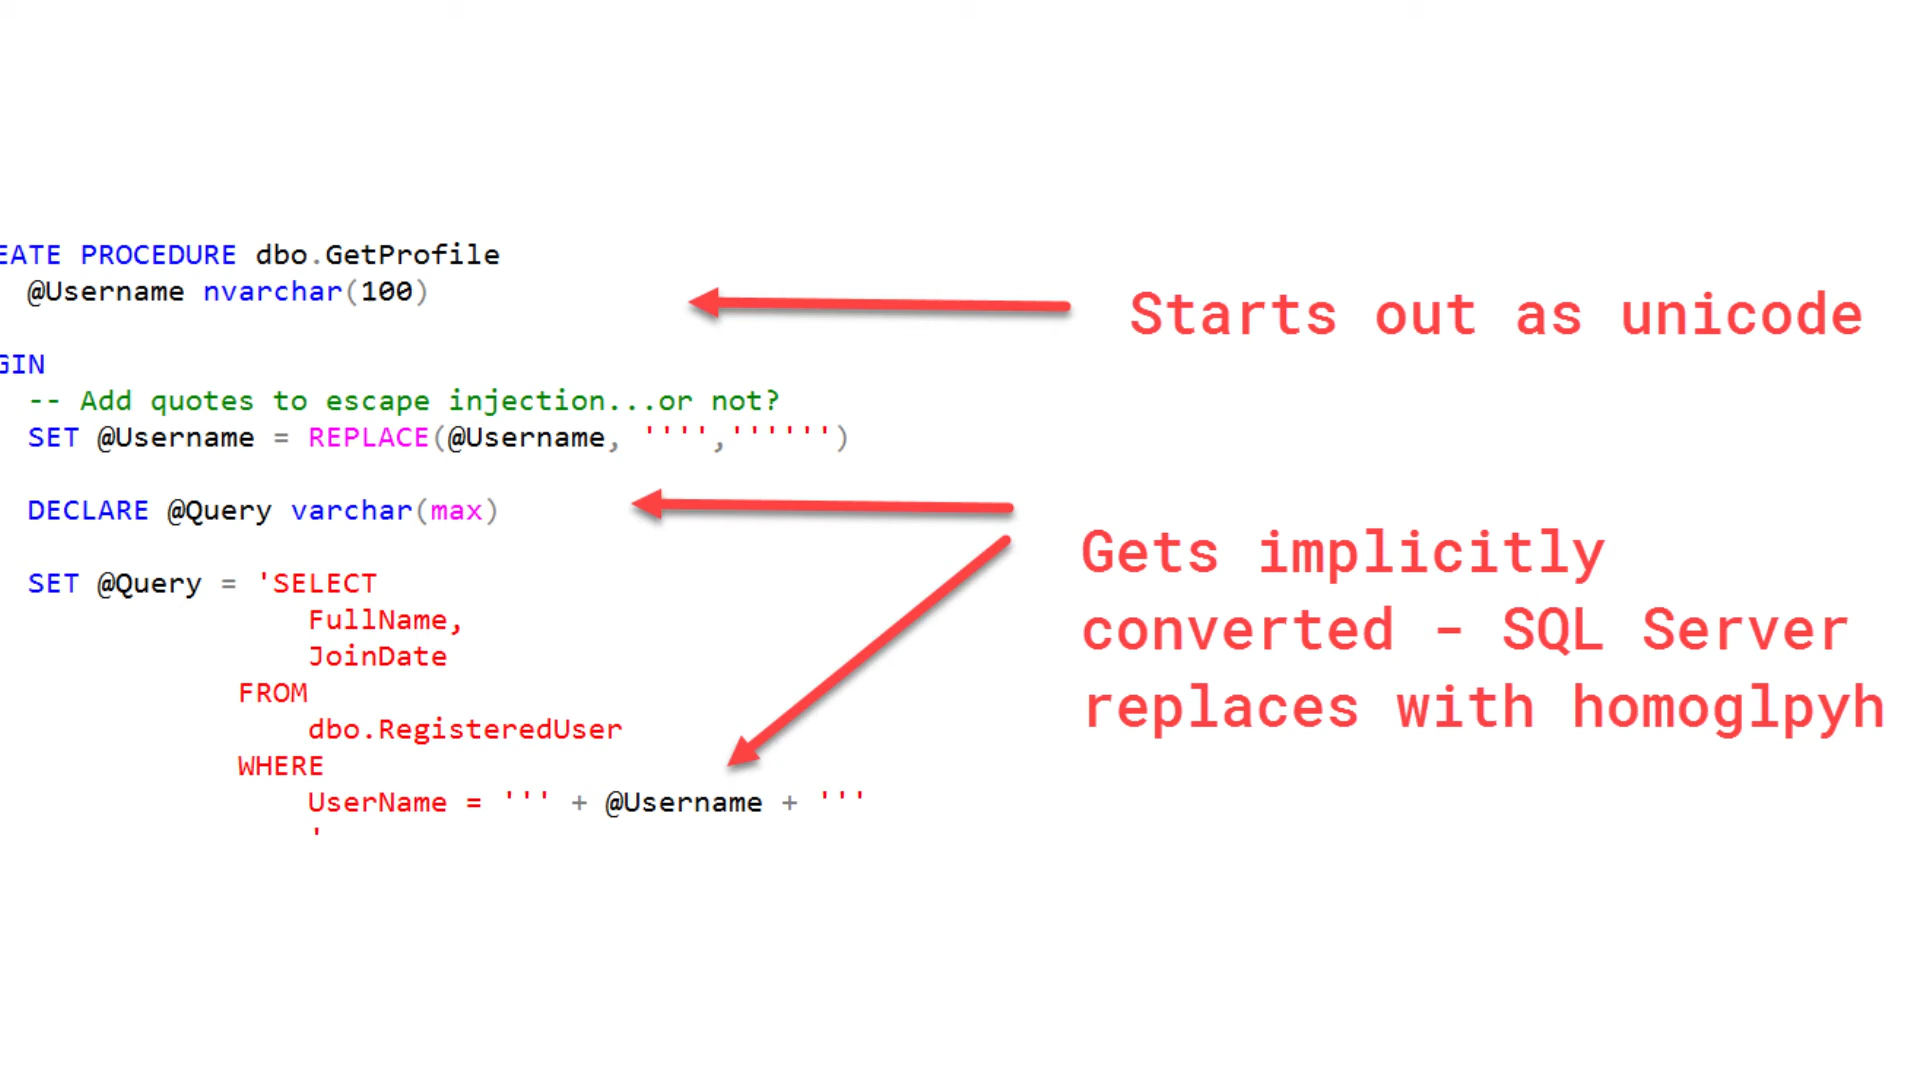 EATE PROCEDURE dbo.GetProfile
@Username nvarchar(100)
Starts out as unicode
GIN
-- Add quotes to escape injection...or not?
SET @Username = REPLACE(@Username, '''','''''')
DECLARE @Query varchar(max)
SET @Query = 'SELECT
FullName,
JoinDate
FROM
dbo.RegisteredUser
WHERE
UserName = ''' + @Username + '''
'
Gets implicitly
converted - SQL Server
replaces with homoglpyh